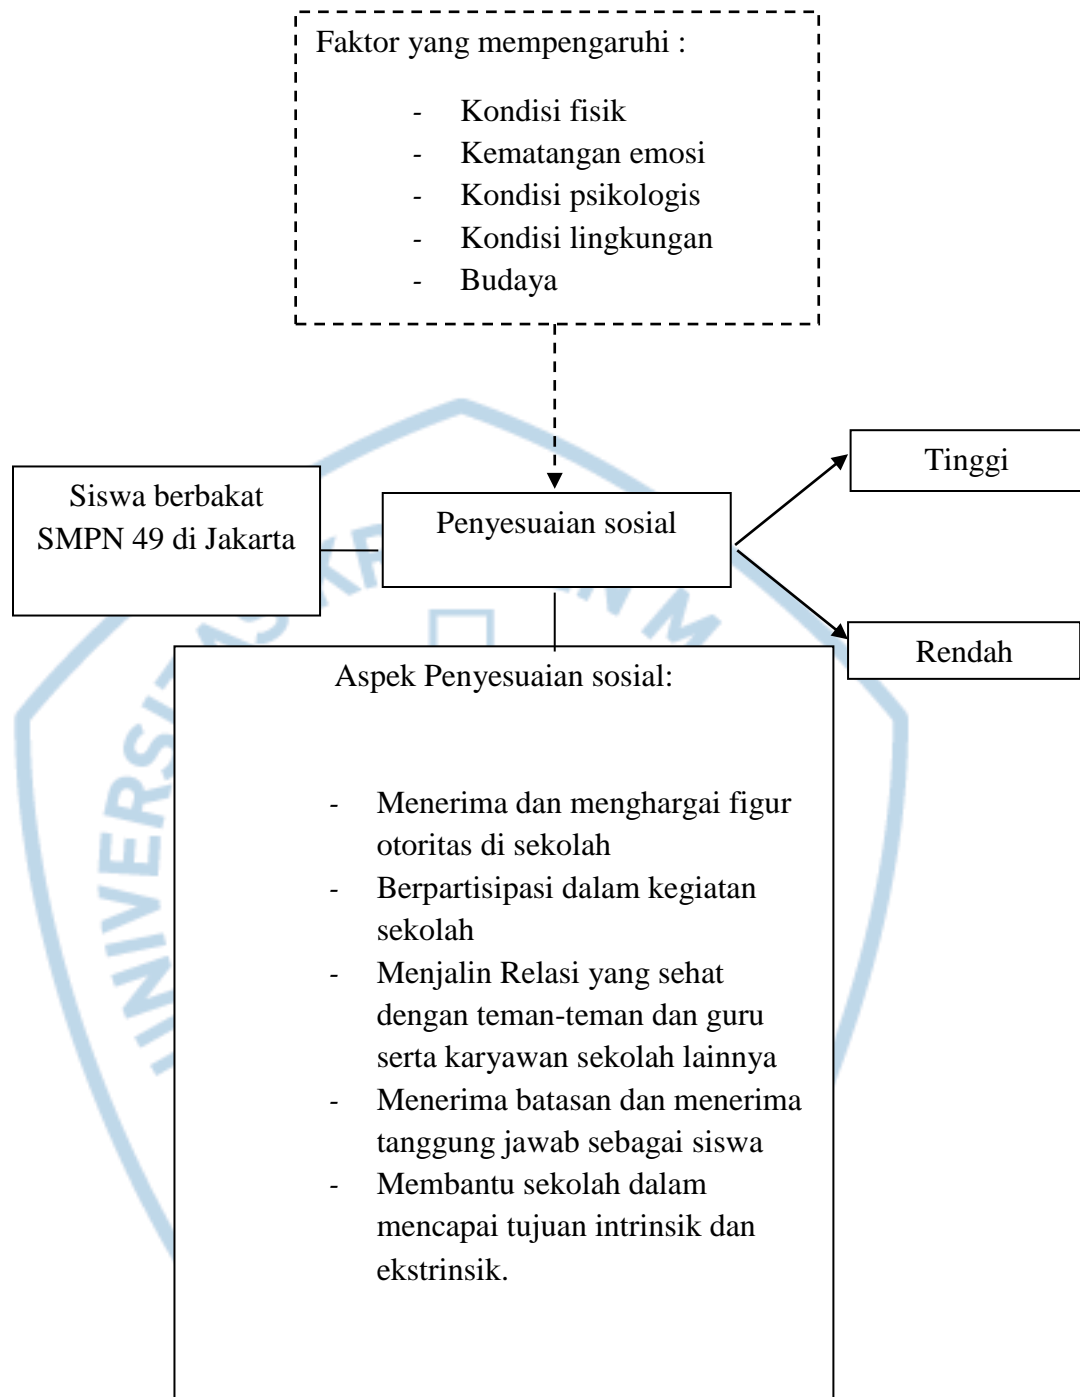 Faktor yang mempengaruhi :
- Kondisi fisik
- Kematangan emosi
- Kondisi psikologis
- Kondisi lingkungan
- Budaya
Tinggi
Siswa berbakat
SMPN 49 di Jakarta
Penyesuaian sosial
Rendah
Aspek Penyesuaian sosial:
- Menerima dan menghargai figur
otoritas di sekolah
- Berpartisipasi dalam kegiatan
sekolah
- Menjalin Relasi yang sehat
dengan teman-teman dan guru
serta karyawan sekolah lainnya
- Menerima batasan dan menerima
tanggung jawab sebagai siswa
- Membantu sekolah dalam
mencapai tujuan intrinsik dan
ekstrinsik.